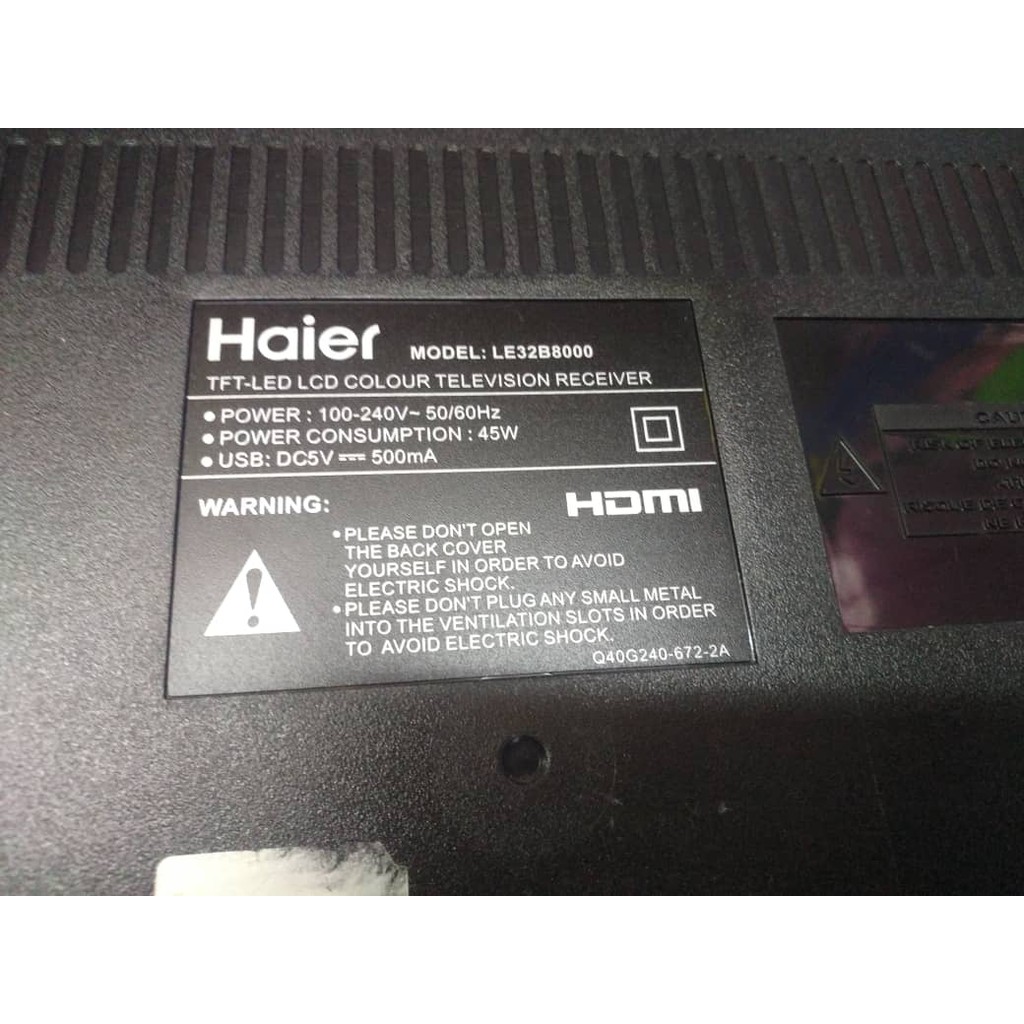 Haier MODEL: LE32B8000
TFT-LED LCD COLOUR TELEVISION RECEIVER
● POWER : 100-240V~ 50/60Hz
● POWER CONSUMPTION : 45W
● USB: DC5V ⎓ 500mA
WARNING:
HDMI
● PLEASE DON'T OPEN
THE BACK COVER
YOURSELF IN ORDER TO AVOID
ELECTRIC SHOCK.
● PLEASE DON'T PLUG ANY SMALL METAL
INTO THE VENTILATION SLOTS IN ORDER
TO AVOID ELECTRIC SHOCK.
Q40G240-672-2A